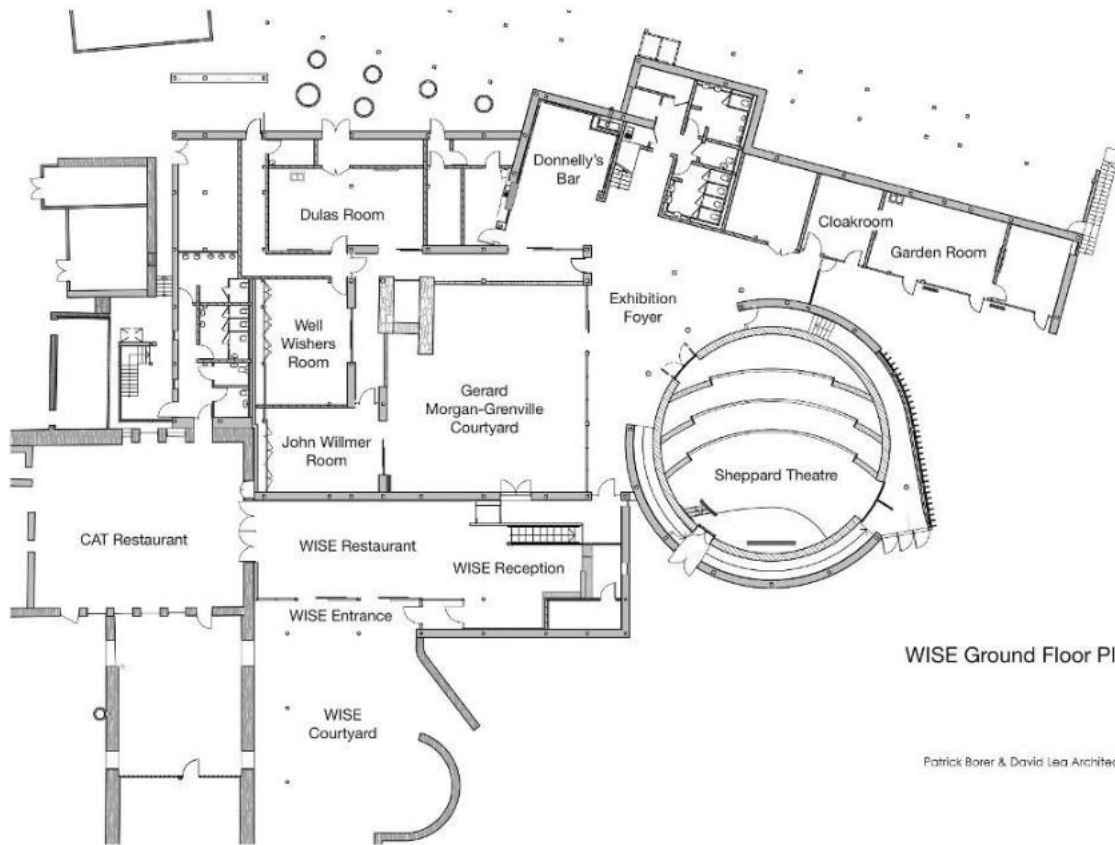 Donnelly's
Bar
Dulas Room
Cloakroom
Garden Room
Exhibition
Foyer
Well
Wishers
Room
Gerard
Morgan-Grenville
Courtyard
John Willmer
Room
Sheppard Theatre
CAT Restaurant
WISE Restaurant
WISE Reception
WISE Entrance
WISE Ground Floor Pl
WISE
Courtyard
Patrick Borer & David Lea Architec